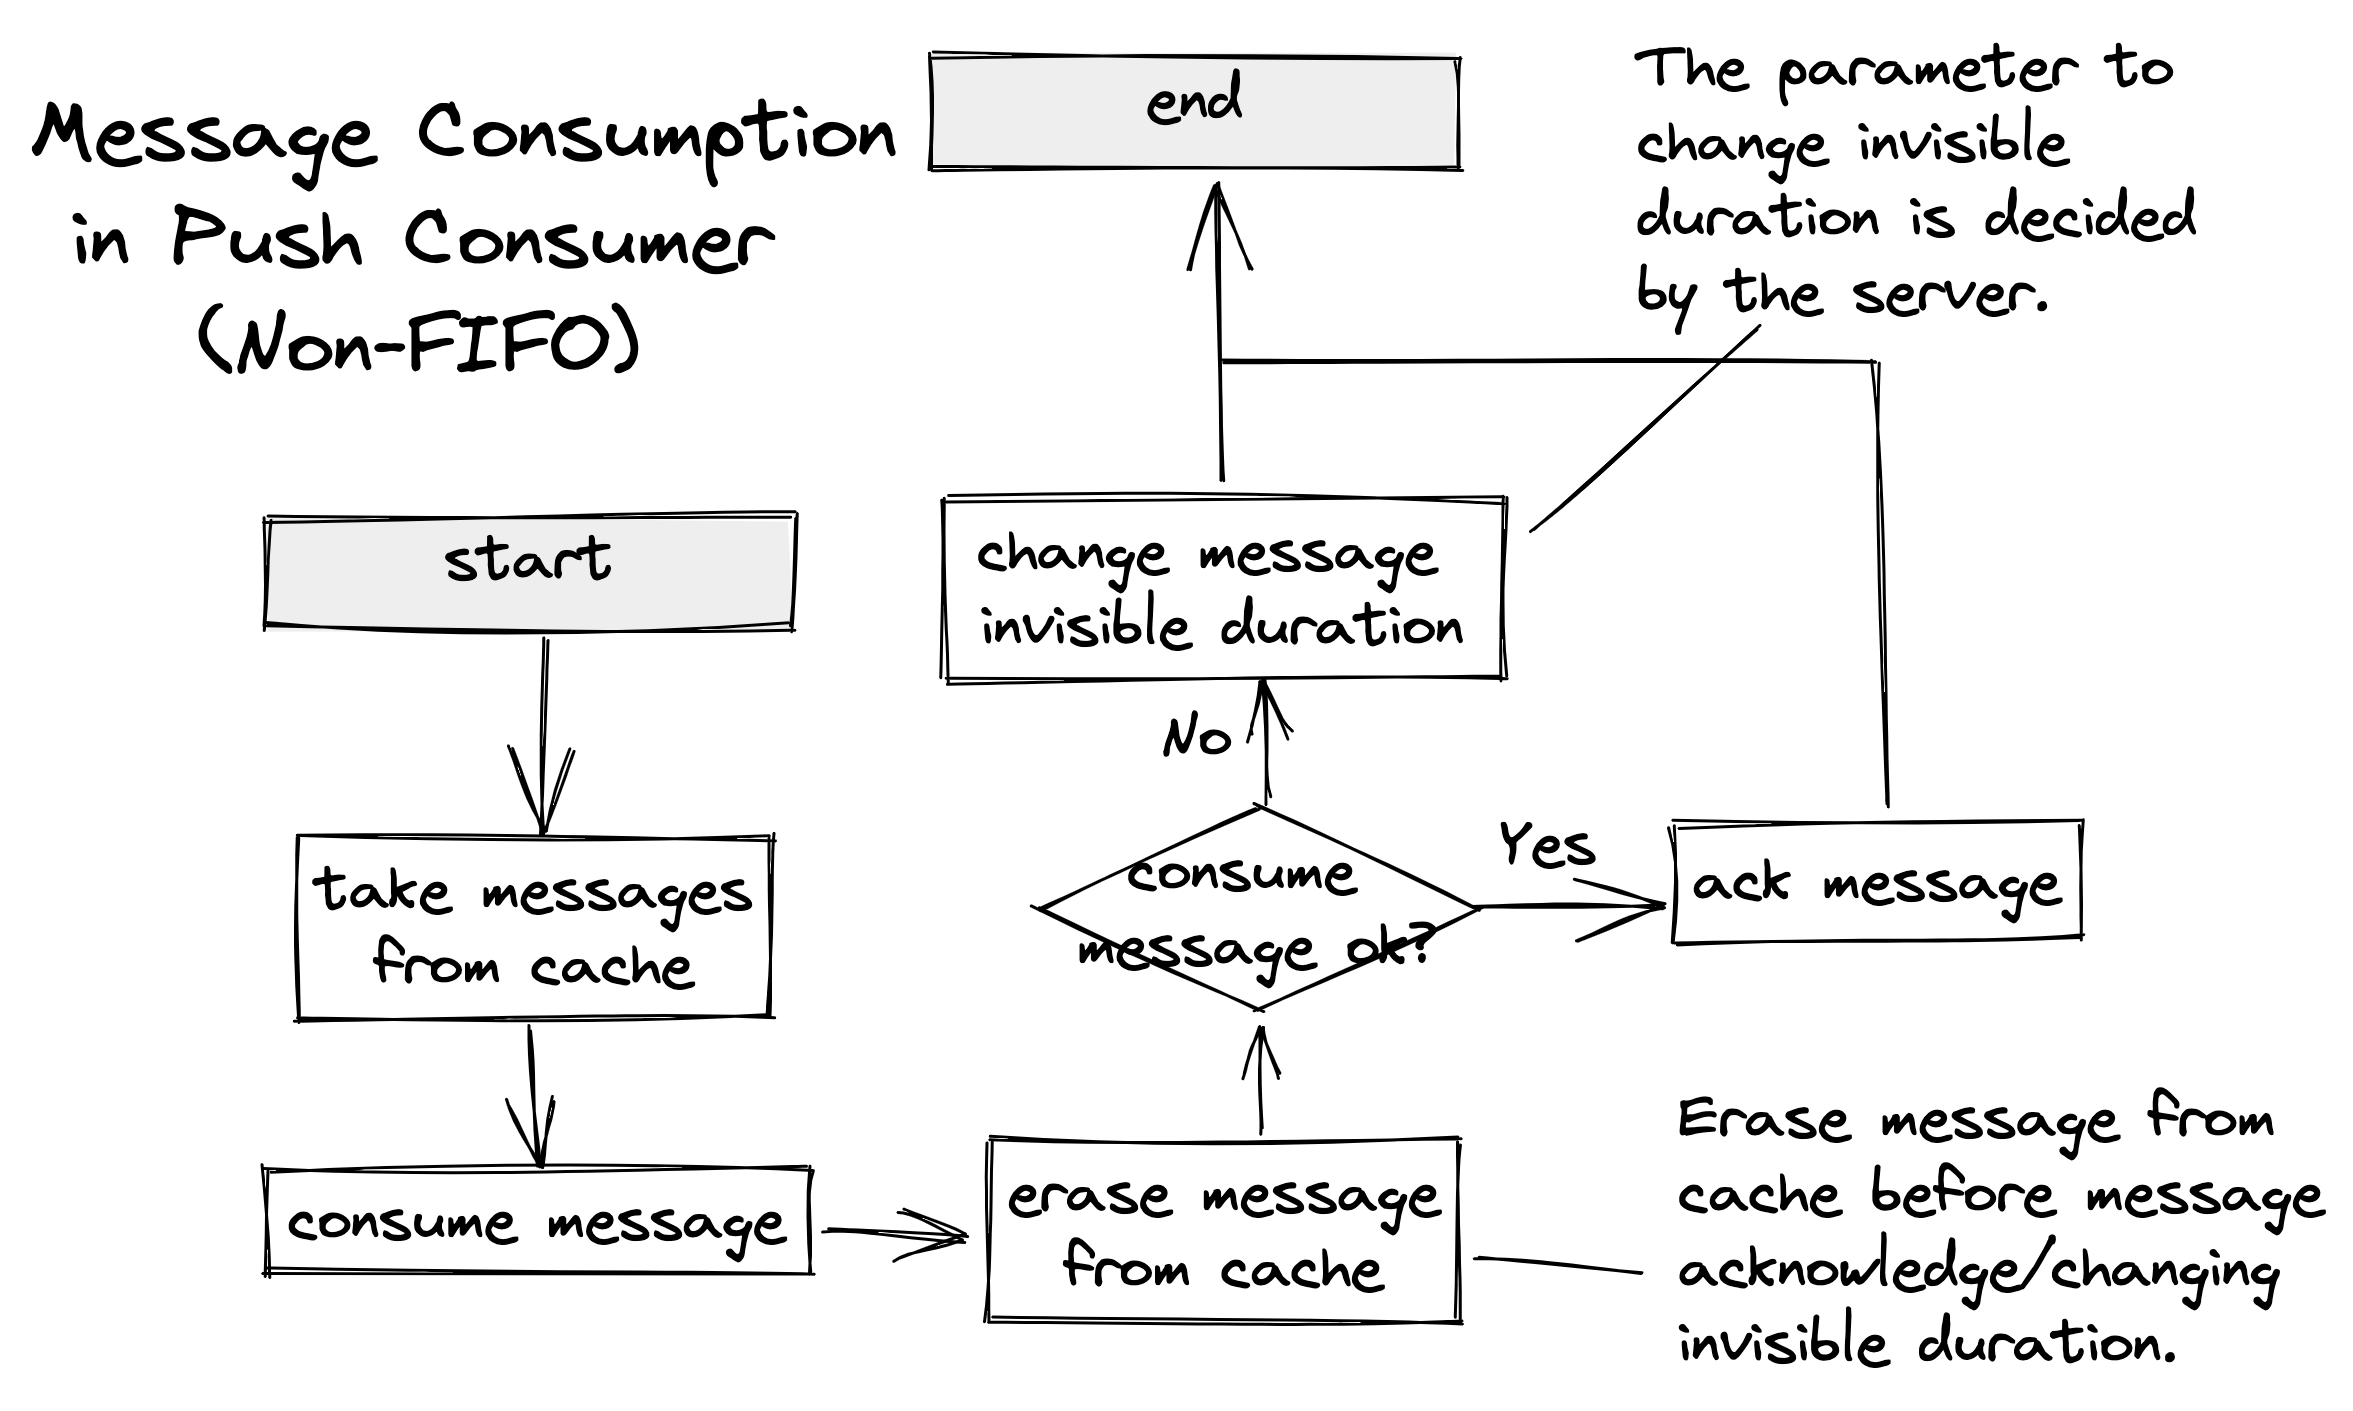 Message Consumption
in Push Consumer
(Non-FIFO)
end
The parameter to
change invisible
duration is decided
by the server.
start
change message
invisible duration
No
take messages
from cache
consume
message ok?
Yes
ack message
consume message
erase message
from cache
Erase message from
cache before message
acknowledge/changing
invisible duration.